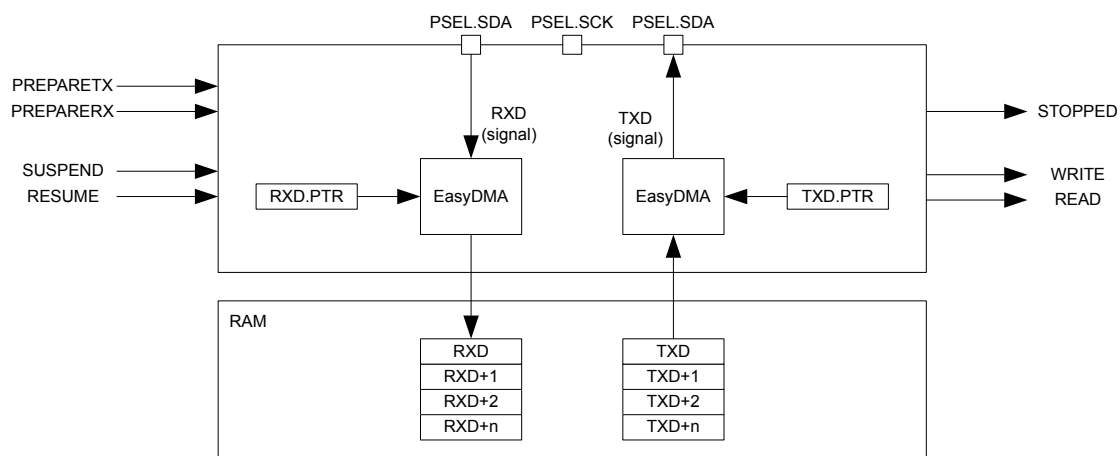 PSEL.SDA PSEL.SCK PSEL.SDA
PREPARETX
PREPARERX
STOPPED
RXD
(signal)
TXD
(signal)
SUSPEND
RESUME
WRITE
READ
RXD.PTR
EasyDMA
EasyDMA
TXD.PTR
RAM
RXD
RXD+1
RXD+2
RXD+n
TXD
TXD+1
TXD+2
TXD+n